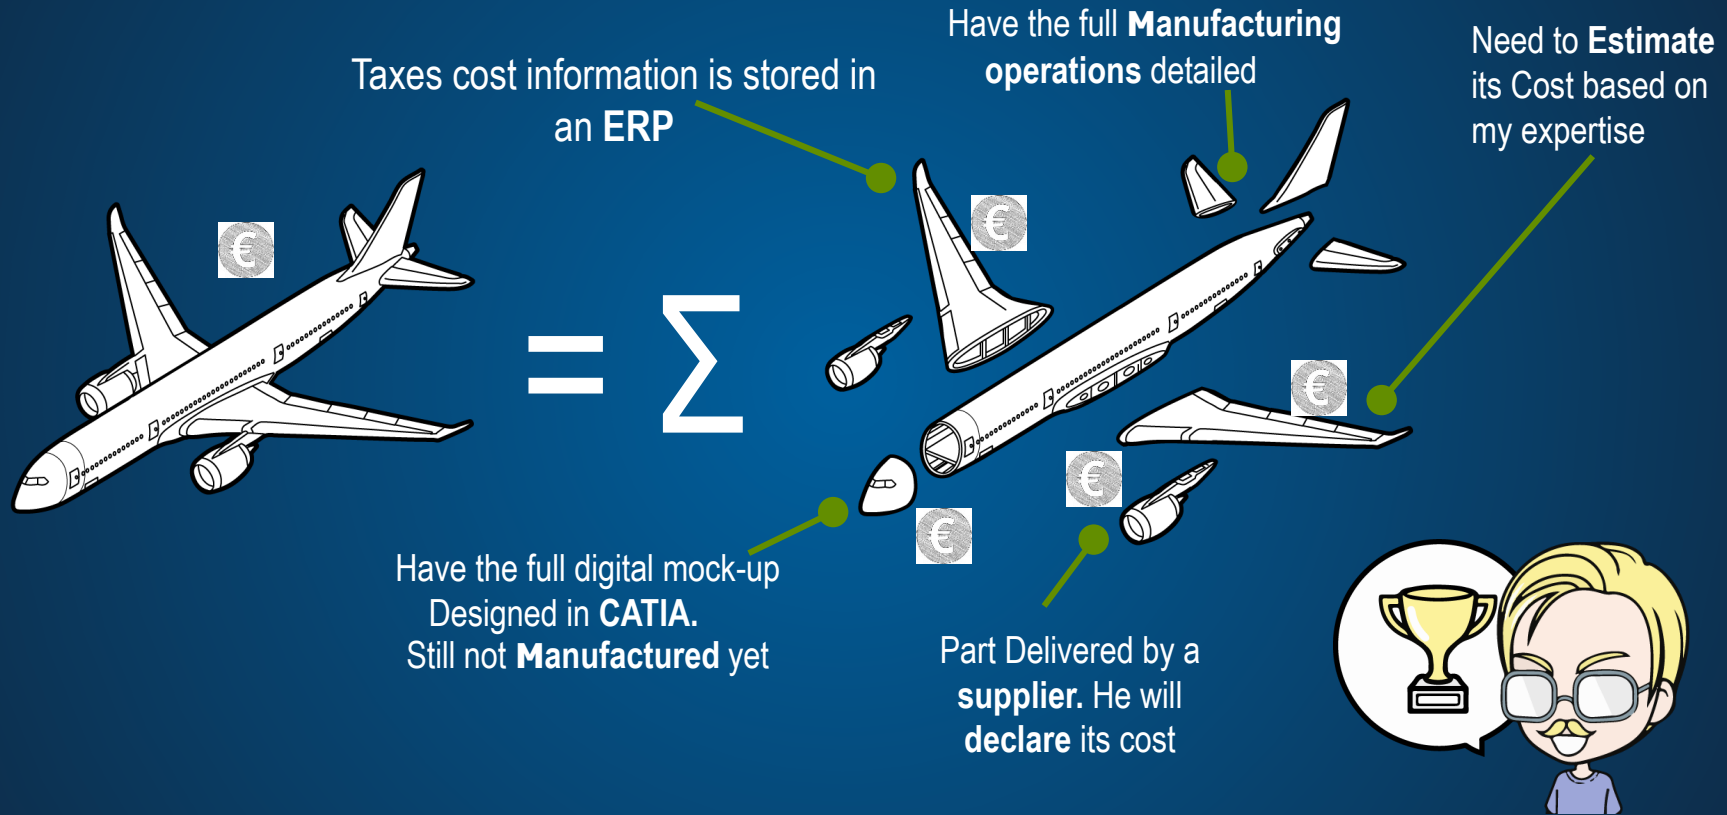 Have the full Manufacturing
operations detailed
Need to Estimate
its Cost based on
my expertise
Taxes cost information is stored in
an ERP
€
€
= Σ
€
€
€
Have the full digital mock-up
Designed in CATIA.
Still not Manufactured yet
Part Delivered by a
supplier. He will
declare its cost